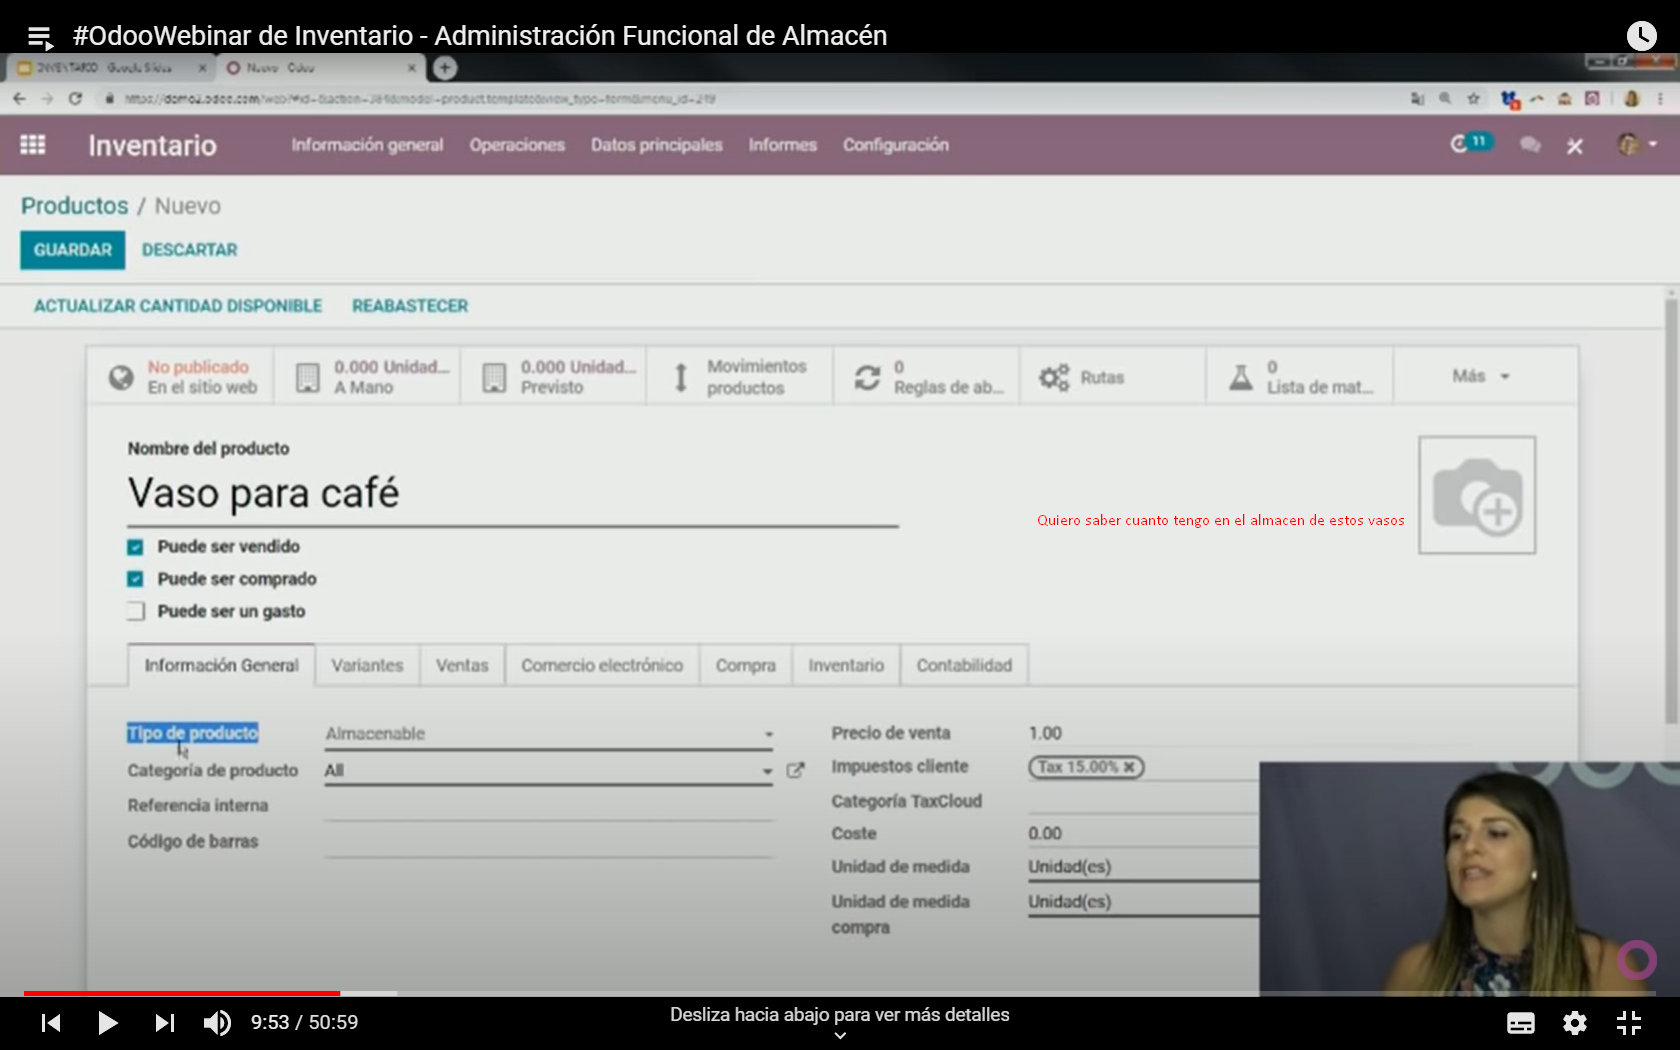 #OdooWebinar de Inventario - Administración Funcional de Almacén
INVENTARIO - Google Slides
Nuevo - Odoo
Inventario
Información general
Operaciones
Datos principales
Informes
Configuración
11
Productos / Nuevo
GUARDAR
DESCARTAR
ACTUALIZAR CANTIDAD DISPONIBLE
REABASTECER
No publicado
En el sitio web
0.000 Unidad...
A Mano
0.000 Unidad...
Previsto
Movimientos
productos
0
Reglas de ab...
Rutas
0
Lista de mat...
Más
Nombre del producto
Vaso para café
Quiero saber cuanto tengo en el almacen de estos vasos
Puede ser vendido
Puede ser comprado
Puede ser un gasto
Información General
Variantes
Ventas
Comercio electrónico
Compra
Inventario
Contabilidad
Tipo de producto
Almacenable
Categoría de producto
All
Referencia interna
Código de barras
Precio de venta
1.00
Impuestos cliente
Tax 15.00% ✖
Categoría TaxCloud
Coste
0.00
Unidad de medida
Unidad(es)
Unidad de medida
compra
Unidad(es)
9:53 / 50:59
Desliza hacia abajo para ver más detalles